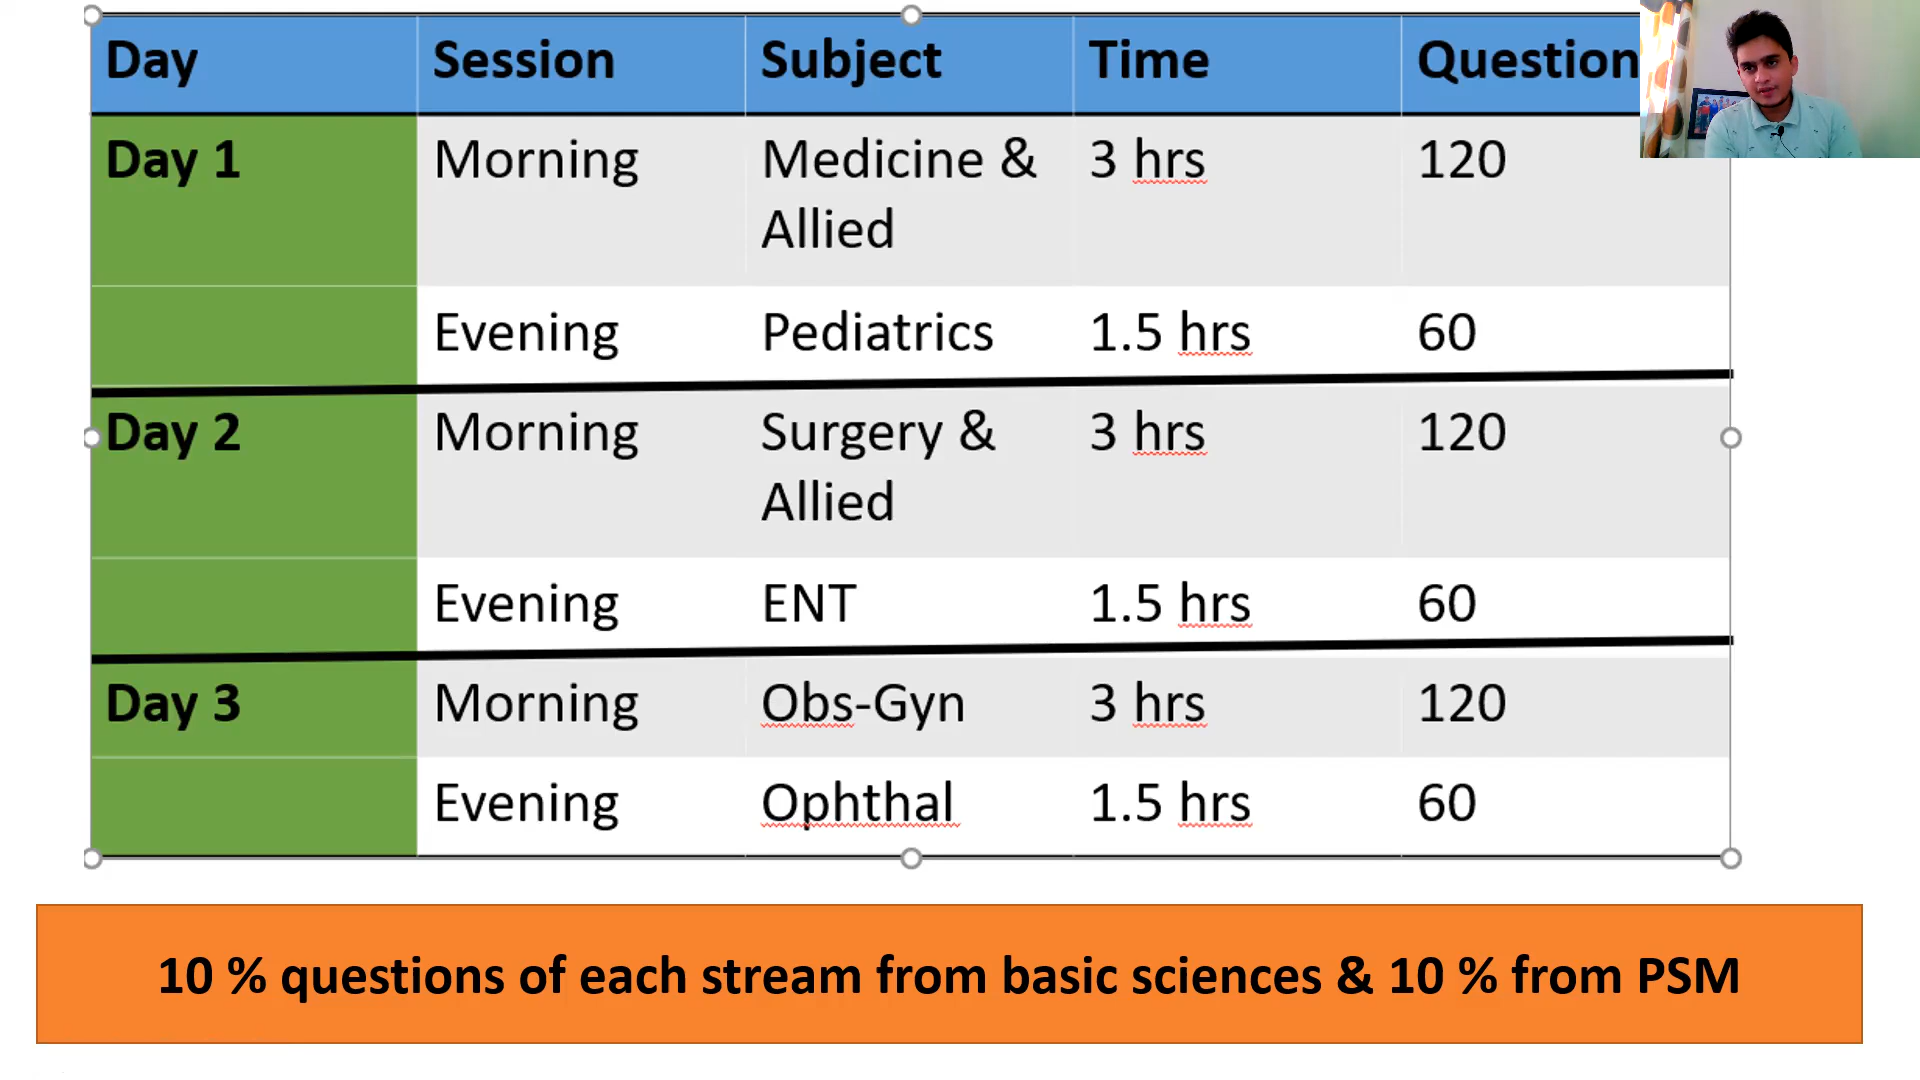 Day Session Subject Time Question
Day 1 Morning Medicine & 3 hrs 120
Allied
Evening Pediatrics 1.5 hrs 60
Day 2 Morning Surgery & 3 hrs 120
Allied
Evening ENT 1.5 hrs 60
Day 3 Morning Obs-Gyn 3 hrs 120
Evening Ophthal 1.5 hrs 60
10 % questions of each stream from basic sciences & 10 % from PSM